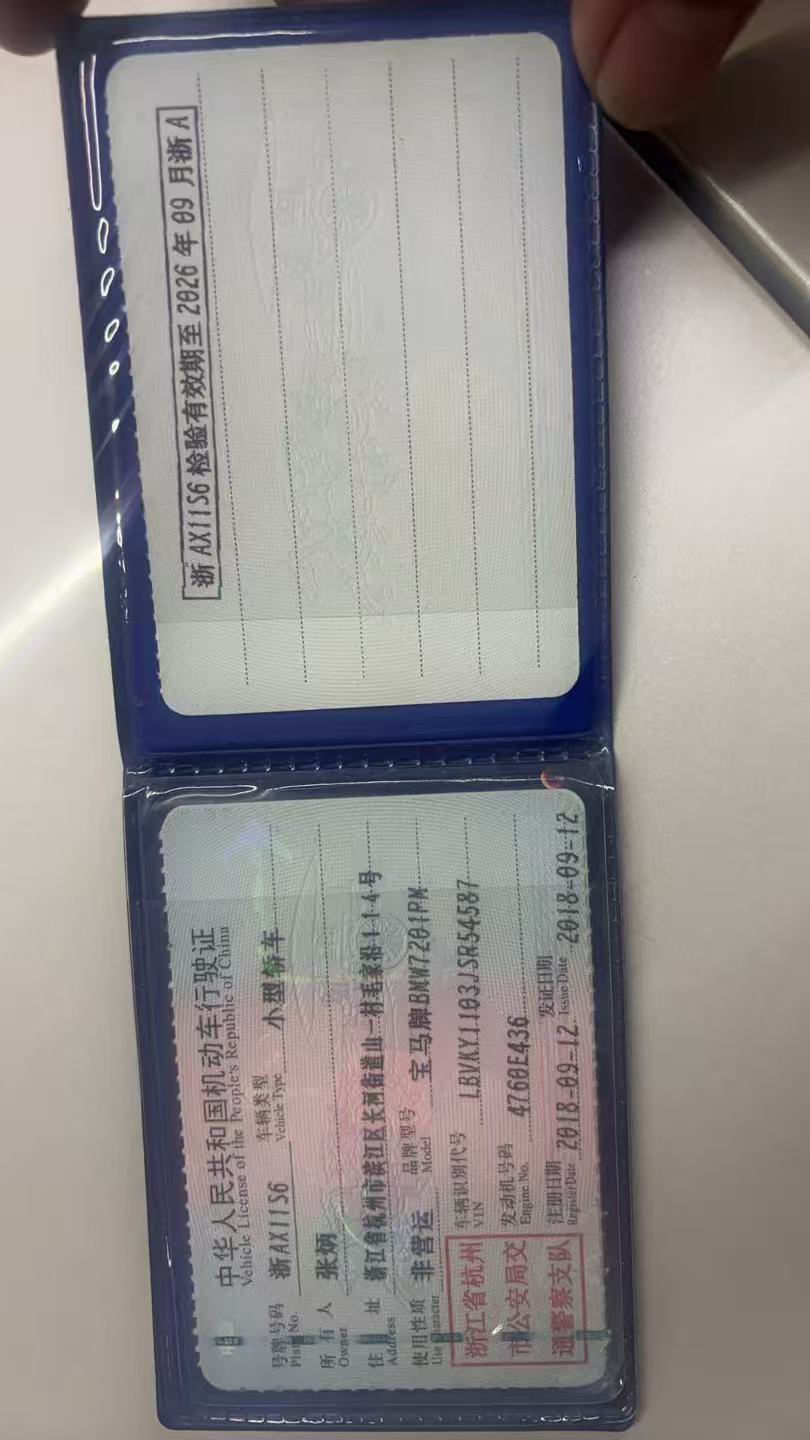 浙AX11S6检验有效期至2026年09月浙A
中华人民共和国机动车行驶证
Vehicle License of the People's Republic of China
号牌号码 浙AX11S6 车辆类型 小型轿车
Plate No. Vehicle Type
所有人 张炳
Owner
住址 浙江省杭州市滨江区长河街道山一村毛家沿114号
Address
使用性质 非营运 品牌型号 宝马牌BMW7201PM
Use Character Model
浙江省杭州
市公安局交
通警察支队
车辆识别代号 LBVKY1103JSR54587
VIN
发动机号码 4760E436
Engine No.
注册日期 2018-09-12 发证日期 2018-09-12
Register Date Issue Date